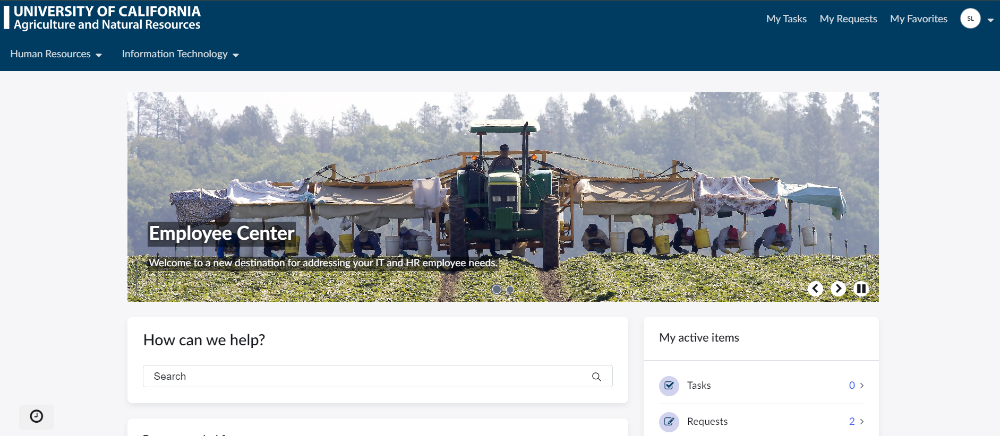 UNIVERSITY OF CALIFORNIA
Agriculture and Natural Resources
My Tasks
My Requests
My Favorites
SL
Human Resources
Information Technology
Employee Center
Welcome to a new destination for addressing your IT and HR employee needs.
How can we help?
Search
My active items
Tasks
0
Requests
2